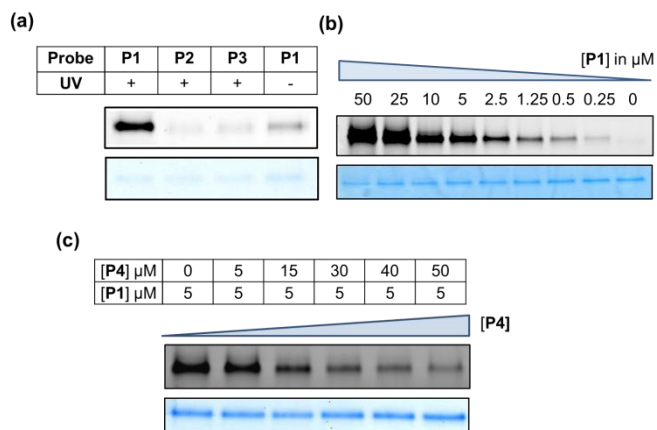 (a)
Probe P1 P2 P3 P1
UV + + + -
(b)
[P1] in µM
50 25 10 5 2.5 1.25 0.5 0.25 0
(c)
[P4] µM 0 5 15 30 40 50
[P1] µM 5 5 5 5 5 5
[P4]